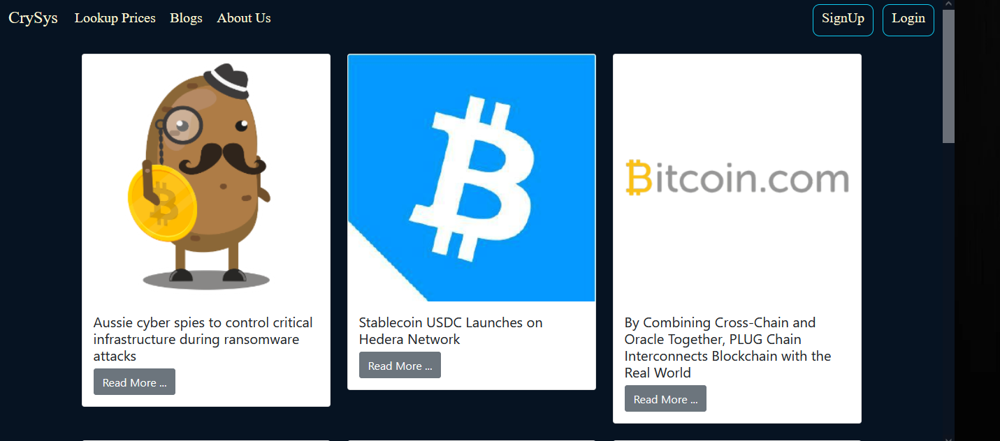 CrySys Lookup Prices Blogs About Us SignUp Login
Bitcoin.com
Aussie cyber spies to control critical
infrastructure during ransomware
attacks
Read More ...
Stablecoin USDC Launches on
Hedera Network
Read More ...
By Combining Cross-Chain and
Oracle Together, PLUG Chain
Interconnects Blockchain with the
Real World
Read More ...